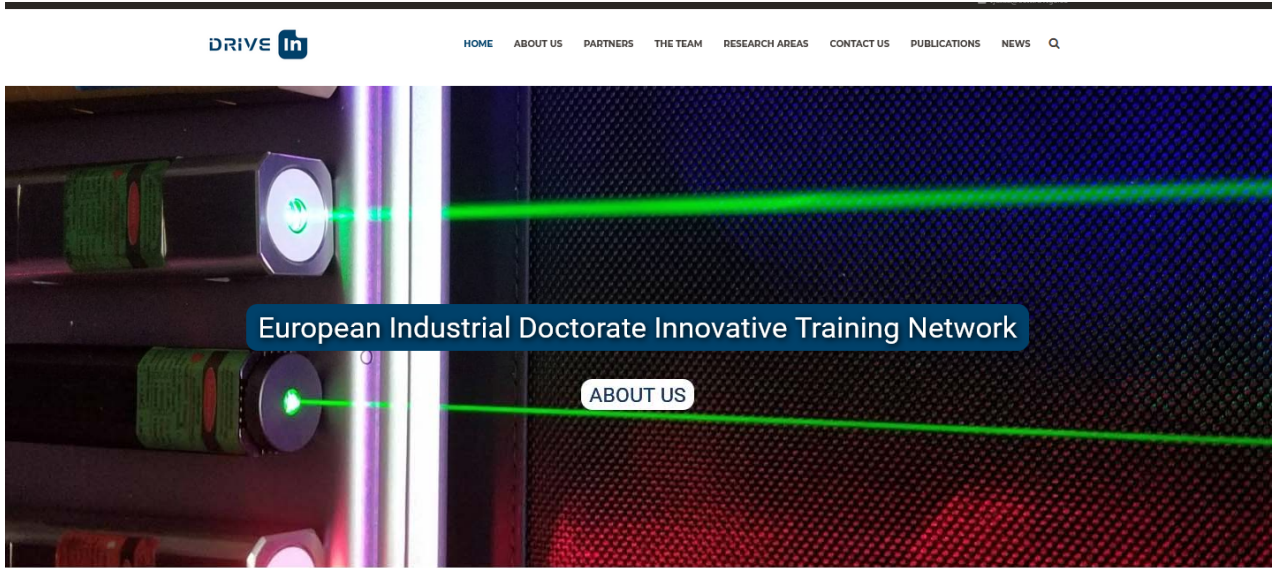 DRIVE In
HOME ABOUT US PARTNERS THE TEAM RESEARCH AREAS CONTACT US PUBLICATIONS NEWS
European Industrial Doctorate Innovative Training Network
ABOUT US